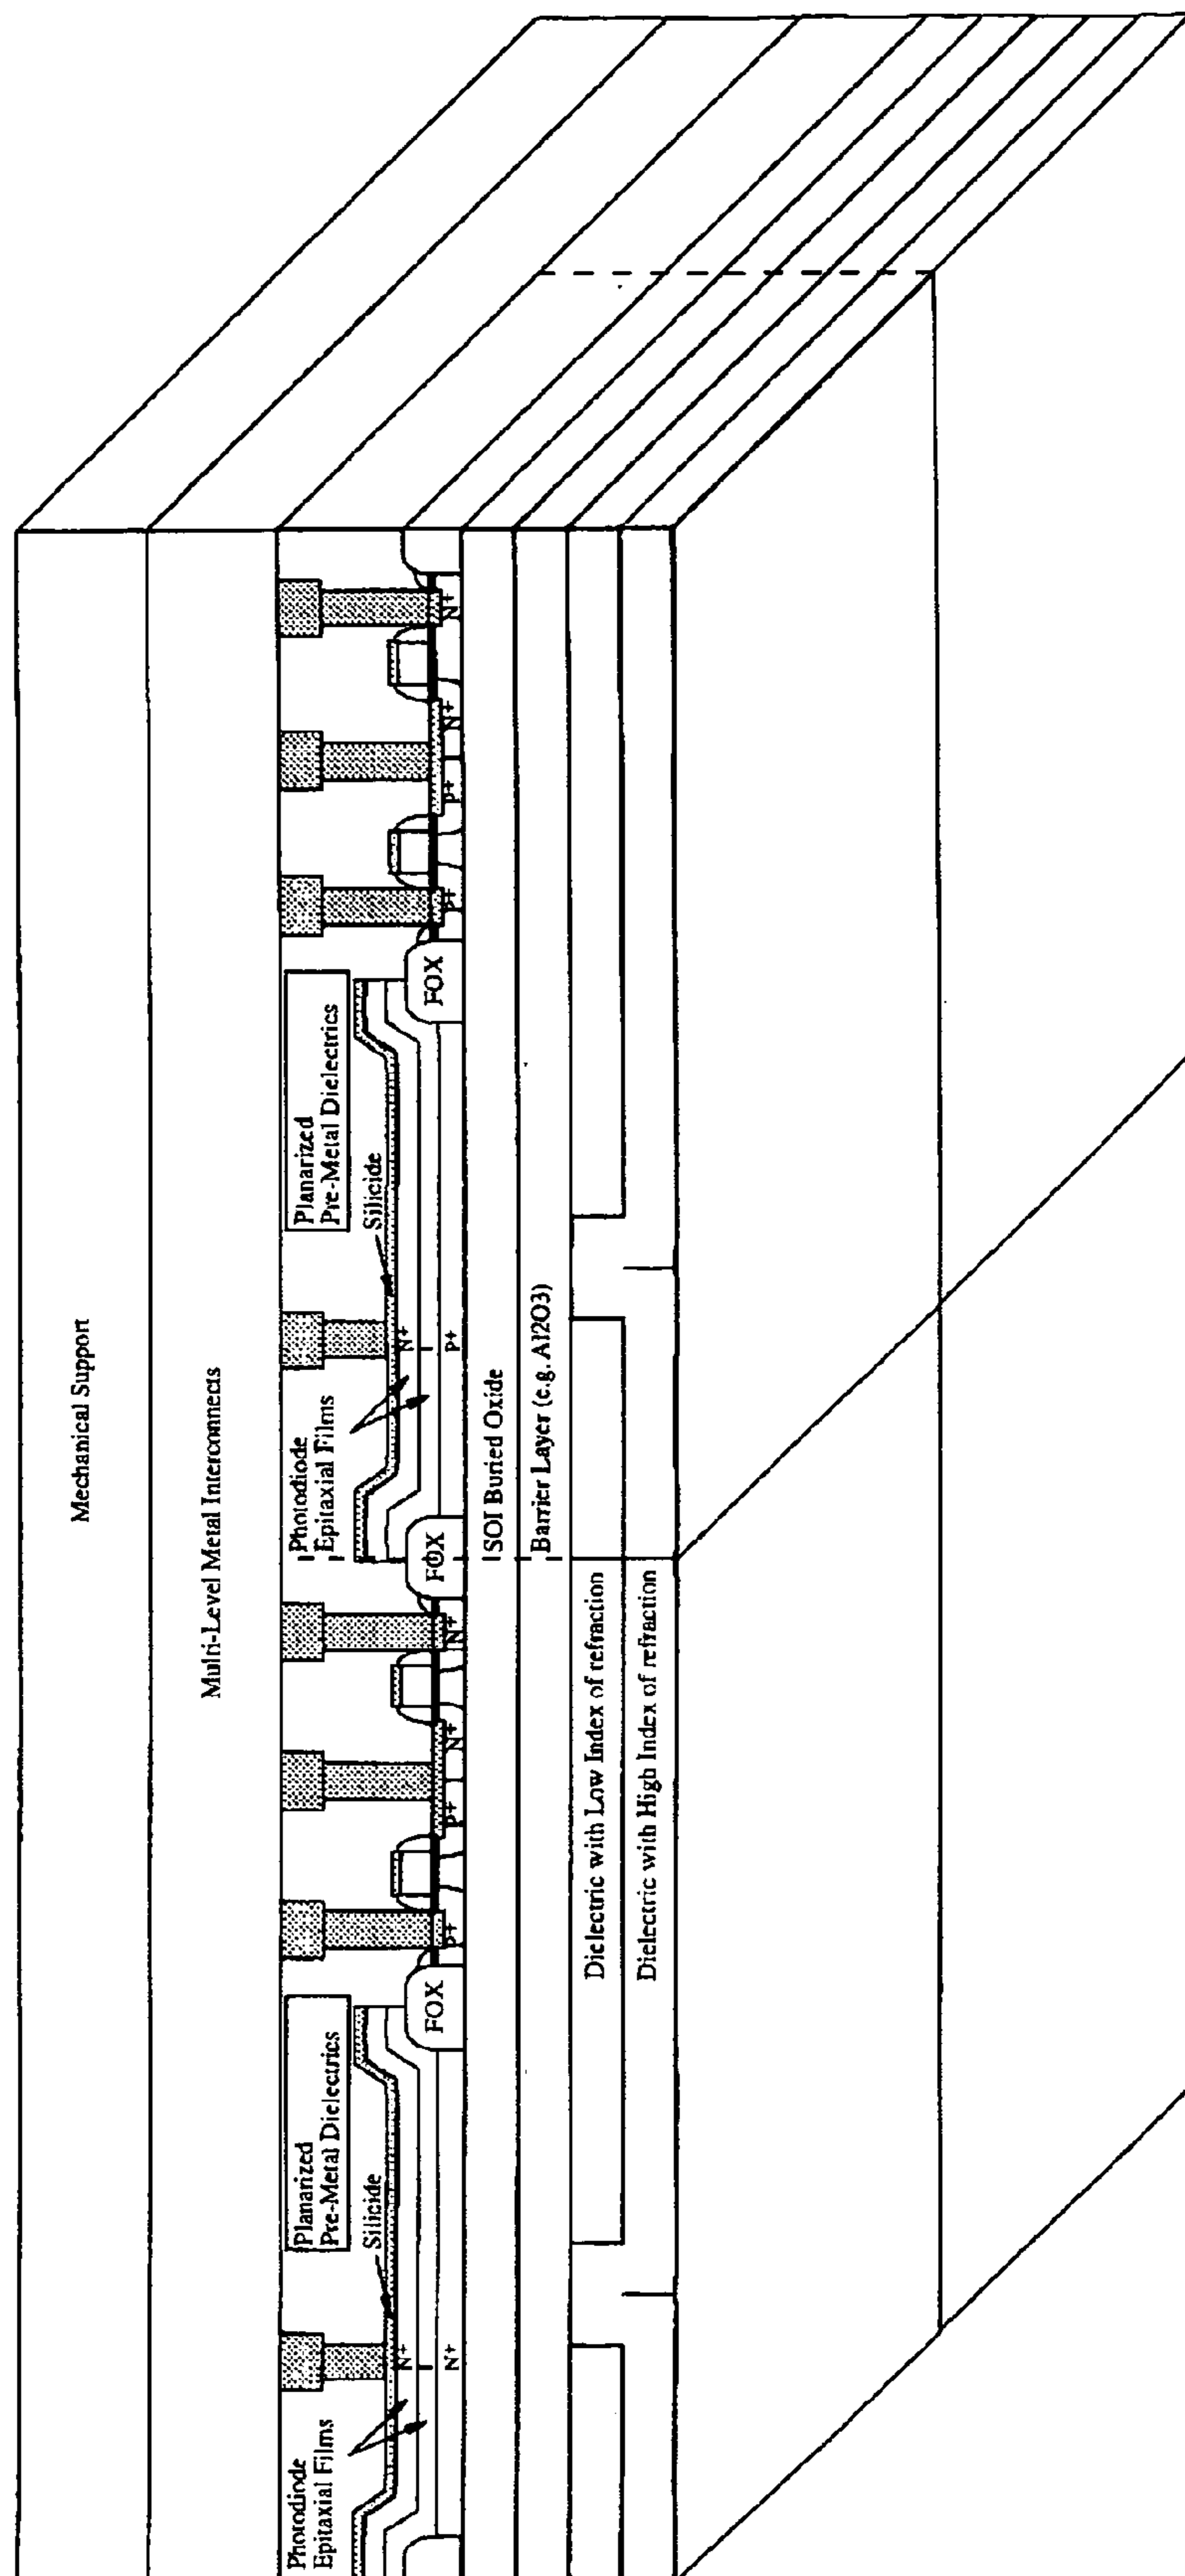 Mechanical Support
Multi-Level Metal Interconnects
Photodiode
Epitaxial Films
Planarized
Pre-Metal Dielectrics
Silicide
N+
I
N+
FOX
P+
P+
N+
N+
FOX
Photodiode
Epitaxial Films
Planarized
Pre-Metal Dielectrics
Silicide
N+
I
P+
FOX
P+
P+
N+
N+
SOI Buried Oxide
Barrier Layer (e.g. Al2O3)
Dielectric with Low Index of refraction
Dielectric with High Index of refraction